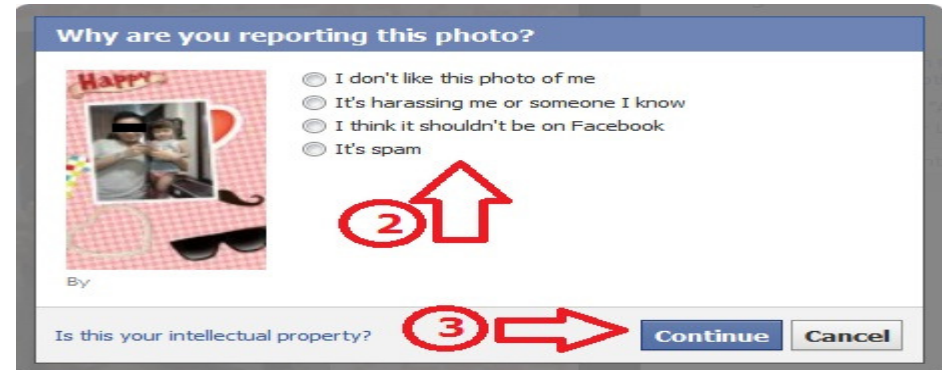 Why are you reporting this photo?
HAPPY
I don't like this photo of me
It's harassing me or someone I know
I think it shouldn't be on Facebook
It's spam
2
By
Is this your intellectual property?
3
Continue
Cancel